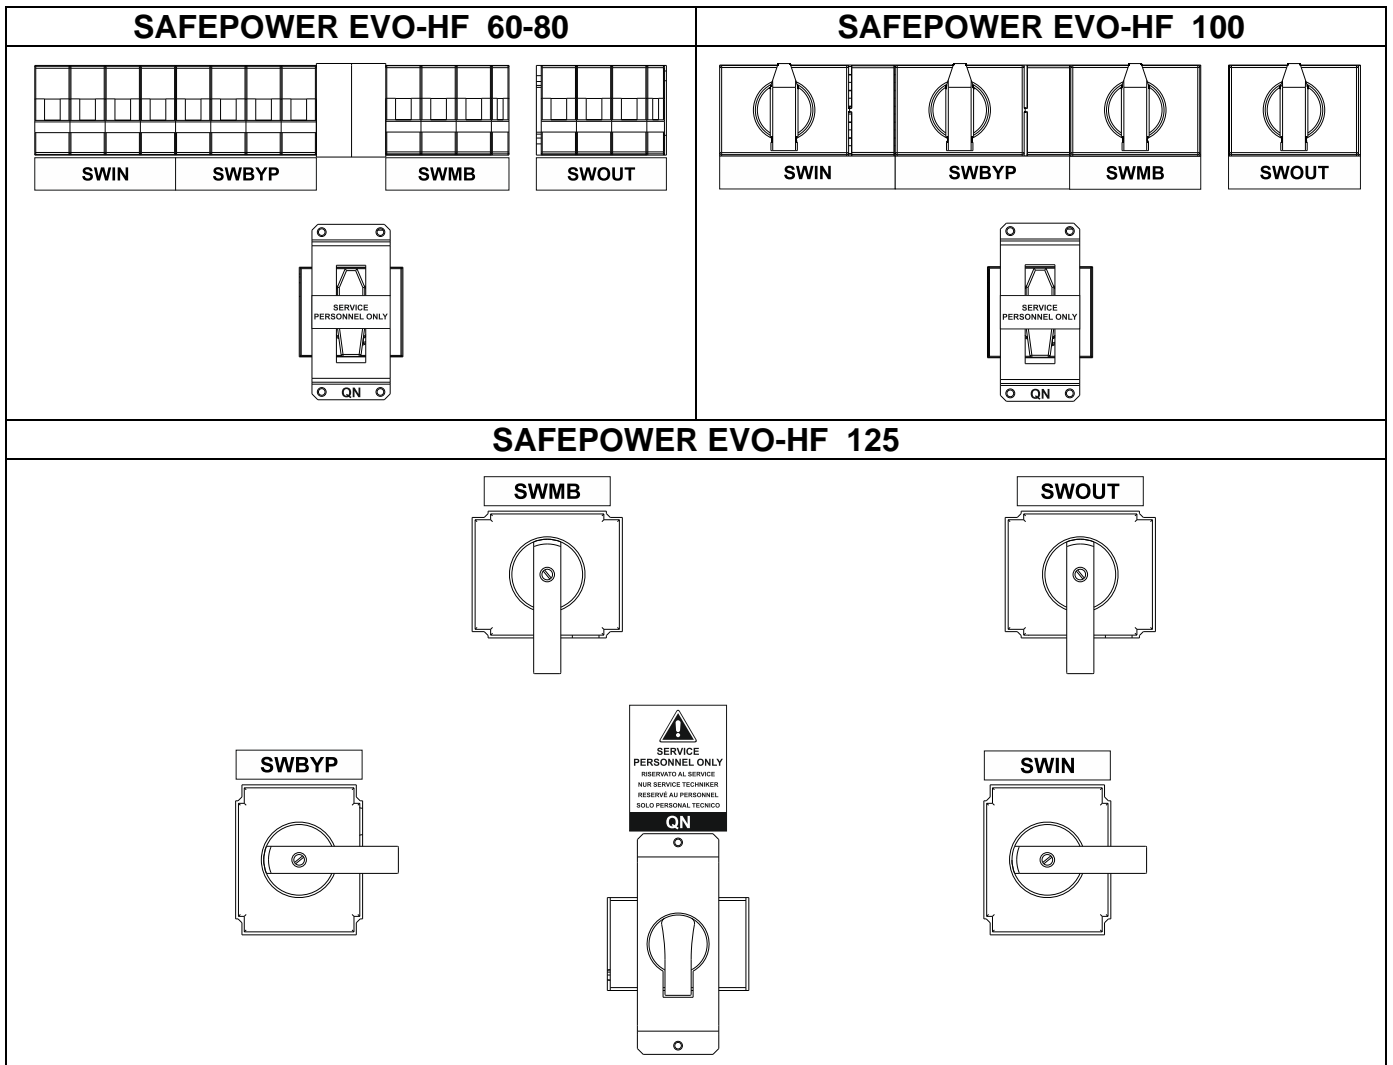 SAFEPOWER EVO-HF 60-80
SWIN
SWBYP
SWMB
SWOUT
SERVICE
PERSONNEL ONLY
QN
SAFEPOWER EVO-HF 100
SWIN
SWBYP
SWMB
SWOUT
SERVICE
PERSONNEL ONLY
QN
SAFEPOWER EVO-HF 125
SWMB
SWOUT
SWBYP
SERVICE
PERSONNEL ONLY
RISERVATO AL SERVICE
NUR SERVICE TECHNIKER
RESERVÉ AU PERSONNEL
SOLO PERSONAL TECNICO
QN
SWIN